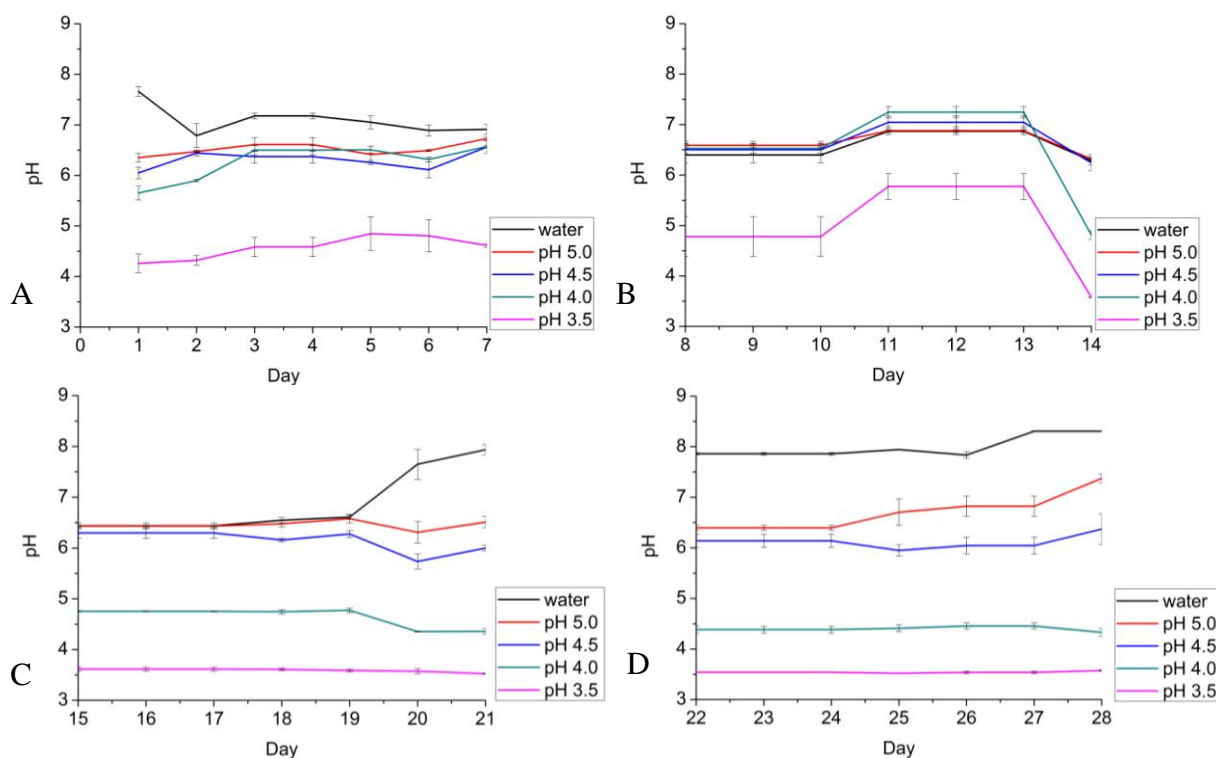 9
8
7
6
5
4
3
pH
A
water
pH 5.0
pH 4.5
pH 4.0
pH 3.5
0 1 2 3 4 5 6 7
Day
9
8
7
6
5
4
3
pH
B
water
pH 5.0
pH 4.5
pH 4.0
pH 3.5
8 9 10 11 12 13 14
Day
9
8
7
6
5
4
3
pH
C
water
pH 5.0
pH 4.5
pH 4.0
pH 3.5
15 16 17 18 19 20 21
Day
9
8
7
6
5
4
3
pH
D
water
pH 5.0
pH 4.5
pH 4.0
pH 3.5
22 23 24 25 26 27 28
Day